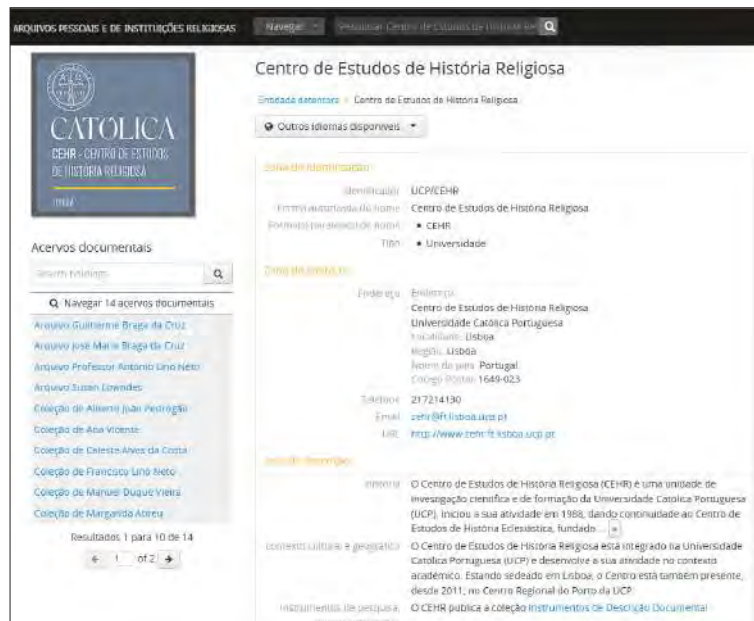 ARQUIVOS PESSOAIS E DE INSTITUIÇÕES RELIGIOSAS
Navegar
Pesquisar Centro de Estudos de História Re
CATÓLICA
CEHR - CENTRO DE ESTUDOS
DE HISTÓRIA RELIGIOSA
LISBOA
Acervos documentais
Search holdings
Navegar 14 acervos documentais
Arquivo Guilherme Braga da Cruz
Arquivo José Maria Braga da Cruz
Arquivo Professor António Lino Neto
Arquivo Susan Lowndes
Coleção de Alberto João Pedrogão
Coleção de Ana Vicente
Coleção de Celeste Alves da Costa
Coleção de Francisco Lino Neto
Coleção de Manuel Duque Vieira
Coleção de Margarida Abreu
Resultados 1 para 10 de 14
1 of 2
Centro de Estudos de História Religiosa
Entidade detentora Centro de Estudos de História Religiosa
Outros idiomas disponíveis
Zona da identificação
Identificador UCP/CEHR
Forma autorizada do nome Centro de Estudos de História Religiosa
Forma(s) paralela(s) de nome • CEHR
Tipo • Universidade
Zona de contacto
Endereço Endereço
Centro de Estudos de História Religiosa
Universidade Católica Portuguesa
Localidade Lisboa
Região Lisboa
Nome do país Portugal
Código Postal 1649-023
Telefone 217214130
Email cehr@ft.lisboa.ucp.pt
URL http://www.cehr.ft.lisboa.ucp.pt
História O Centro de Estudos de História Religiosa (CEHR) é uma unidade de
investigação científica e de formação da Universidade Católica Portuguesa
(UCP). Iniciou a sua atividade em 1988, dando continuidade ao Centro de
Estudos de História Eclesiástica, fundado ... »
contexto cultural e geográfico O Centro de Estudos de História Religiosa está integrado na Universidade
Católica Portuguesa (UCP) e desenvolve a sua atividade no contexto
académico. Estando sedeado em Lisboa, o Centro está também presente,
desde 2011, no Centro Regional do Porto da UCP.
Instrumentos de pesquisa O CEHR publica a coleção Instrumentos de Descrição Documental